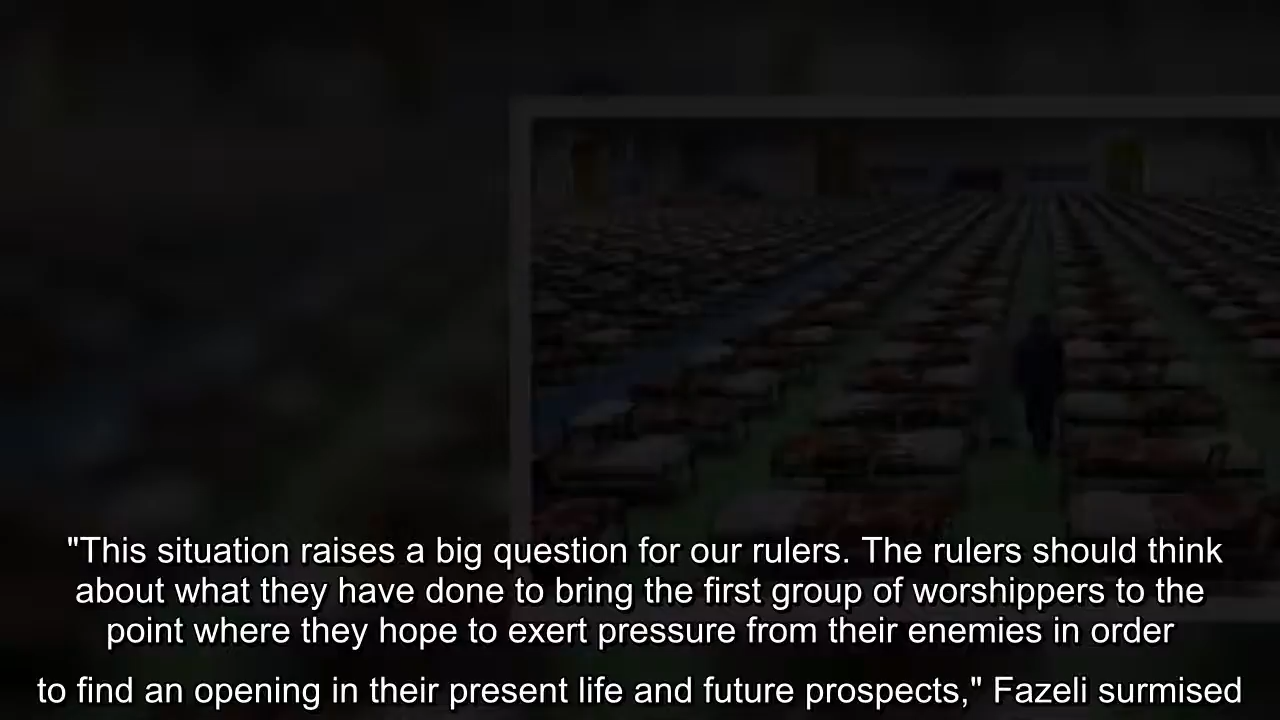 "This situation raises a big question for our rulers. The rulers should think
about what they have done to bring the first group of worshippers to the
point where they hope to exert pressure from their enemies in order
to find an opening in their present life and future prospects," Fazeli surmised